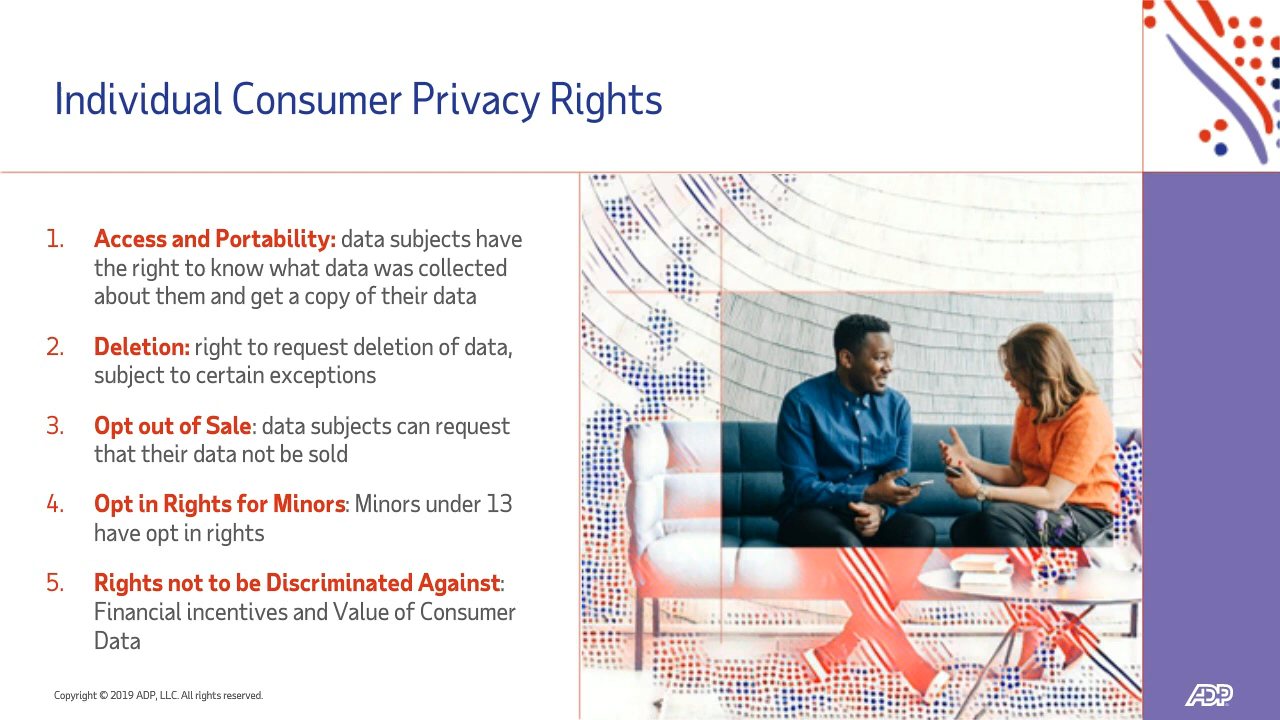 Individual Consumer Privacy Rights
1. Access and Portability: data subjects have
the right to know what data was collected
about them and get a copy of their data
2. Deletion: right to request deletion of data,
subject to certain exceptions
3. Opt out of Sale: data subjects can request
that their data not be sold
4. Opt in Rights for Minors: Minors under 13
have opt in rights
5. Rights not to be Discriminated Against:
Financial incentives and Value of Consumer
Data
Copyright © 2019 ADP, LLC. All rights reserved.
ADP